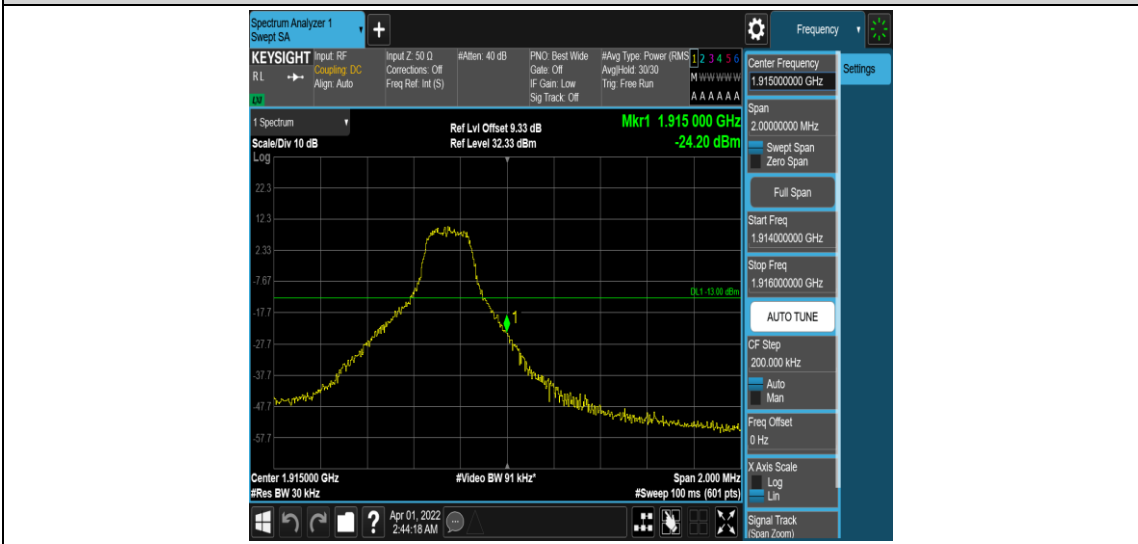 Spectrum Analyzer 1
Swept SA
+
Frequency
KEYSIGHT
RL
LXI
Input: RF
Coupling: DC
Align: Auto
Input Z: 50 Ω
Corrections: Off
Freq Ref: Int (S)
#Atten: 40 dB
PNO: Best Wide
Gate: Off
IF Gain: Low
Sig Track: Off
#Avg Type: Power (RMS
Avg|Hold: 30/30
Trig: Free Run
1 2 3 4 5 6
M W W W W W
A A A A A A
Center Frequency
1.915000000 GHz
Settings
Span
2.00000000 MHz
Swept Span
Zero Span
Full Span
Start Freq
1.914000000 GHz
Stop Freq
1.916000000 GHz
AUTO TUNE
CF Step
200.000 kHz
Auto
Man
Freq Offset
0 Hz
X Axis Scale
Log
Lin
Signal Track
(Span Zoom)
1 Spectrum
Scale/Div 10 dB
Log
Ref Lvl Offset 9.33 dB
Ref Level 32.33 dBm
Mkr1 1.915 000 GHz
-24.20 dBm
22.3
12.3
2.33
-7.67
DL1 -13.00 dBm
-17.7
1
-27.7
-37.7
-47.7
-57.7
Center 1.915000 GHz
#Video BW 91 kHz*
Span 2.000 MHz
#Res BW 30 kHz
#Sweep 100 ms (601 pts)
?
Apr 01, 2022
2:44:18 AM